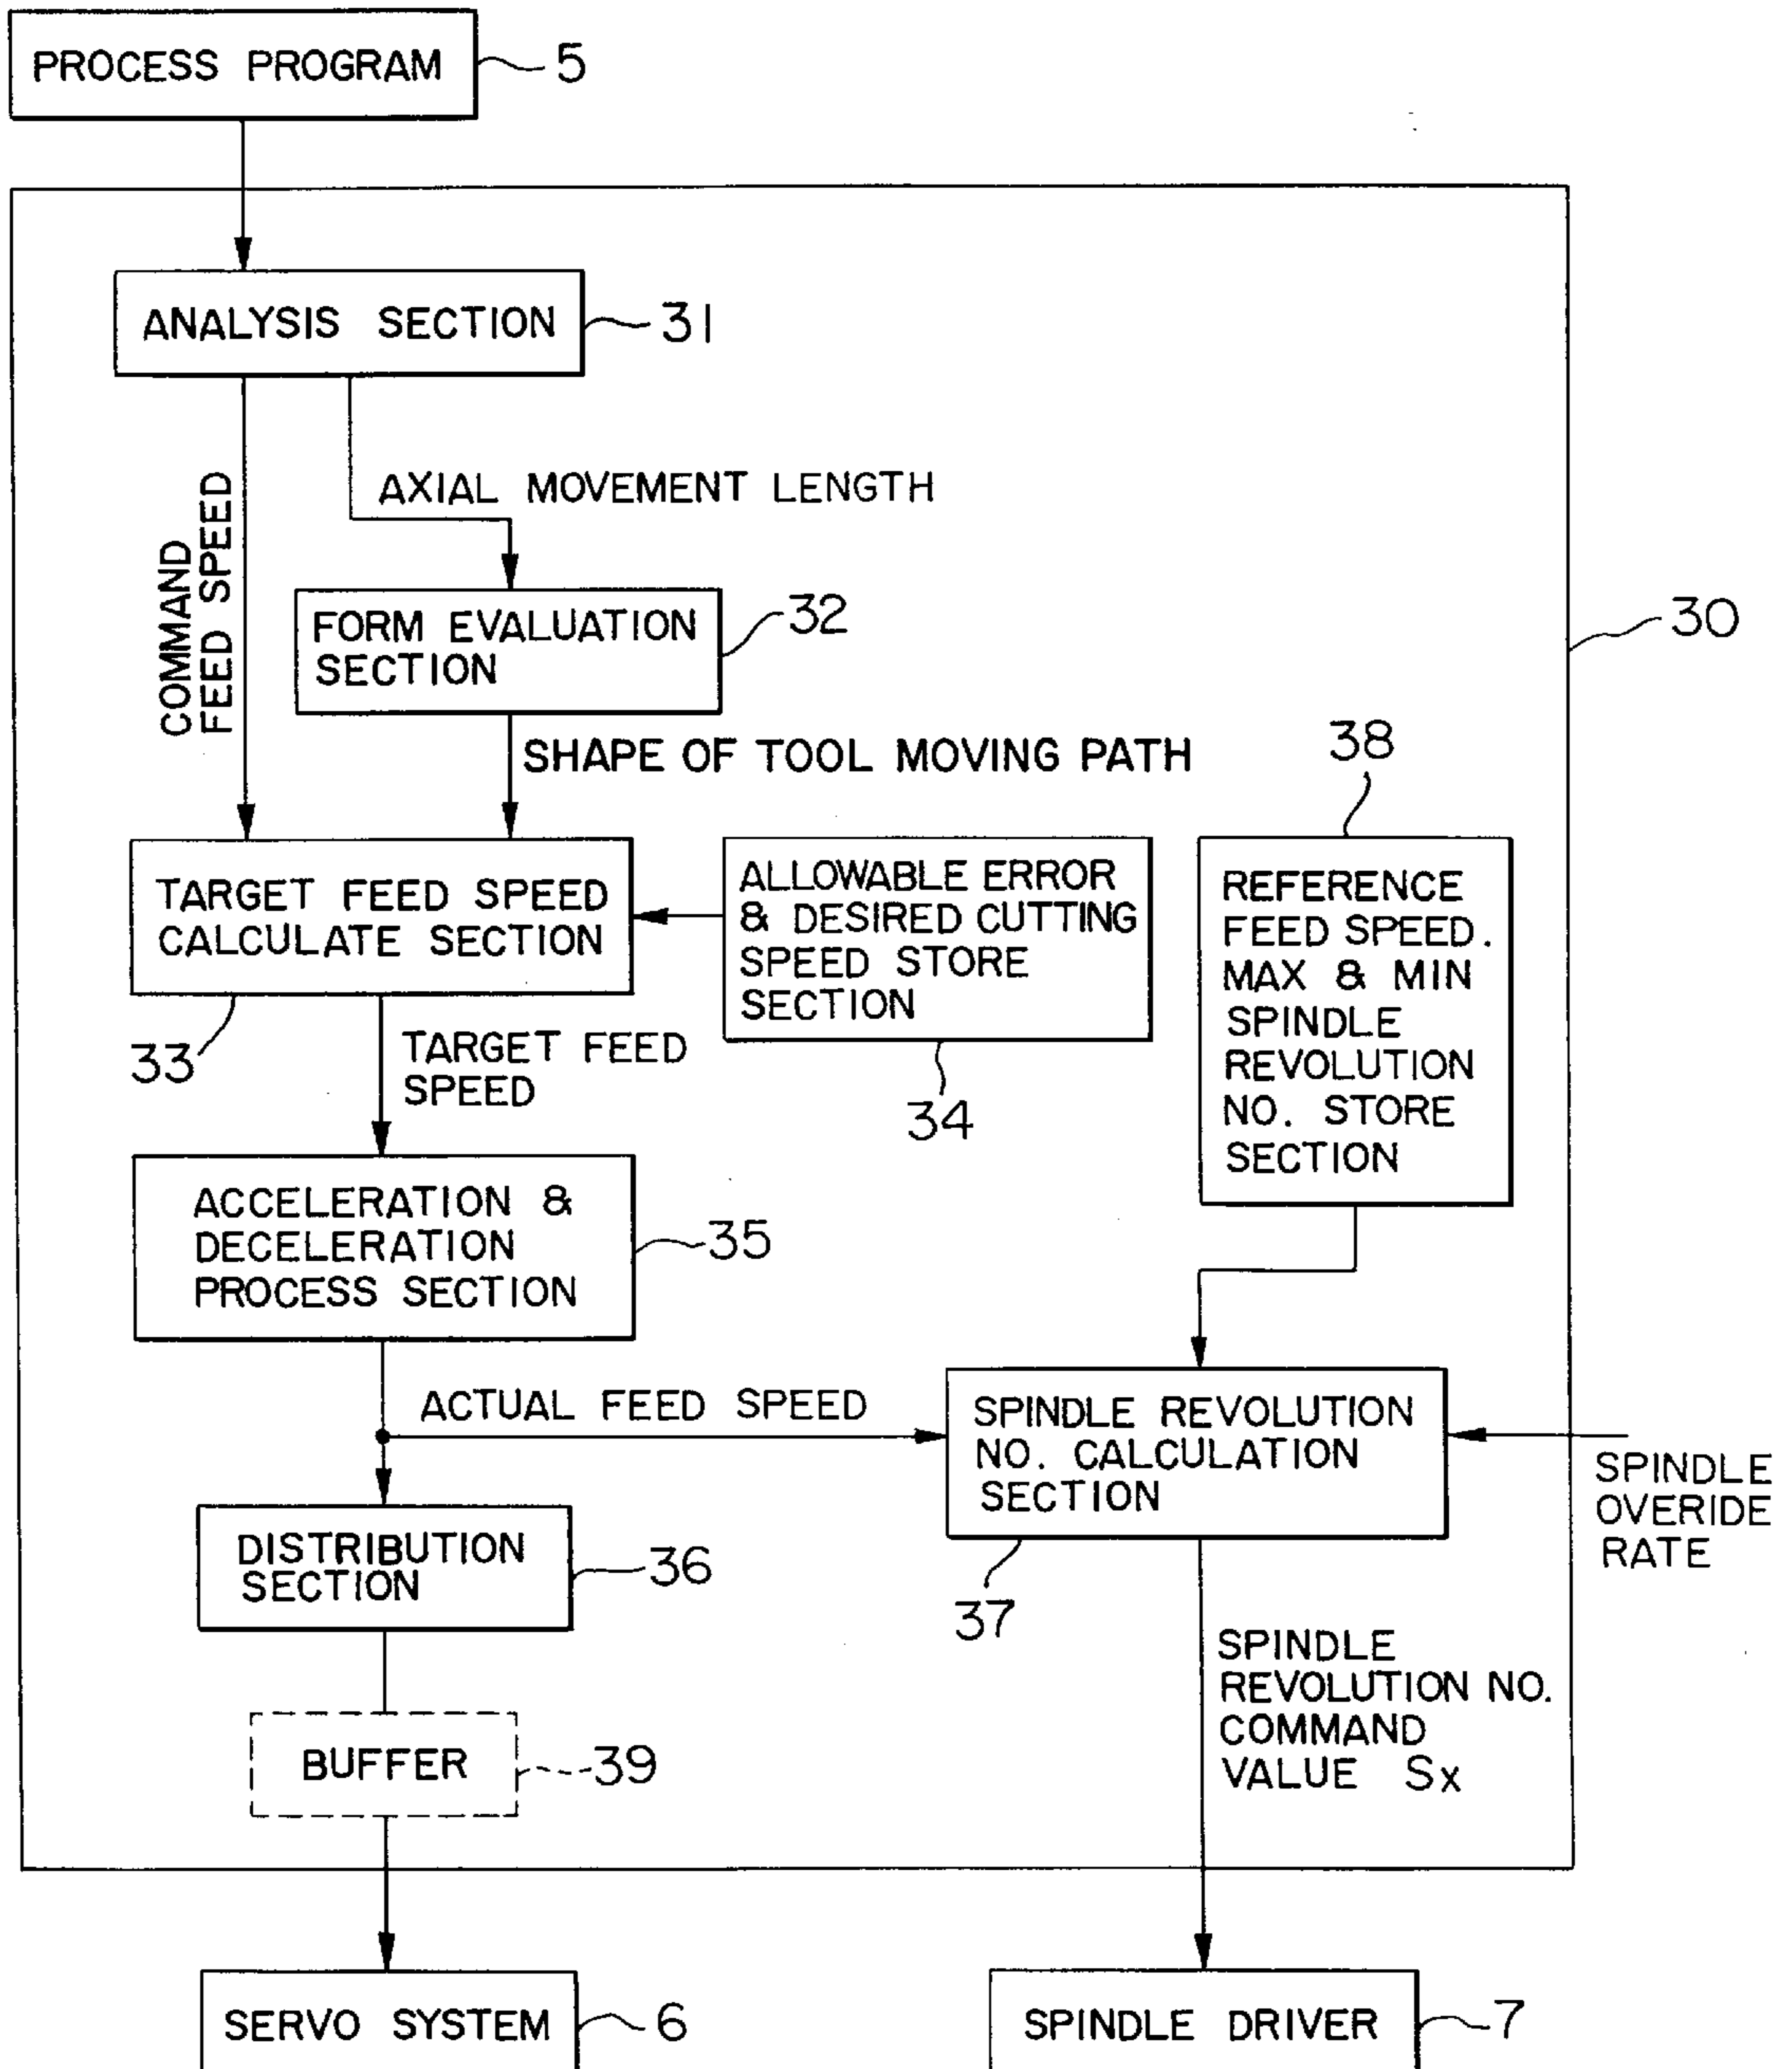 PROCESS PROGRAM
5
ANALYSIS SECTION
31
COMMAND
FEED SPEED
AXIAL MOVEMENT LENGTH
FORM EVALUATION
SECTION
32
30
SHAPE OF TOOL MOVING PATH
38
TARGET FEED SPEED
CALCULATE SECTION
33
ALLOWABLE ERROR
& DESIRED CUTTING
SPEED STORE
SECTION
34
REFERENCE
FEED SPEED.
MAX & MIN
SPINDLE
REVOLUTION
NO. STORE
SECTION
TARGET FEED
SPEED
ACCELERATION &
DECELERATION
PROCESS SECTION
35
ACTUAL FEED SPEED
SPINDLE REVOLUTION
NO. CALCULATION
SECTION
37
SPINDLE
OVERIDE
RATE
DISTRIBUTION
SECTION
36
BUFFER
39
SPINDLE
REVOLUTION NO.
COMMAND
VALUE Sx
SERVO SYSTEM
6
SPINDLE DRIVER
7